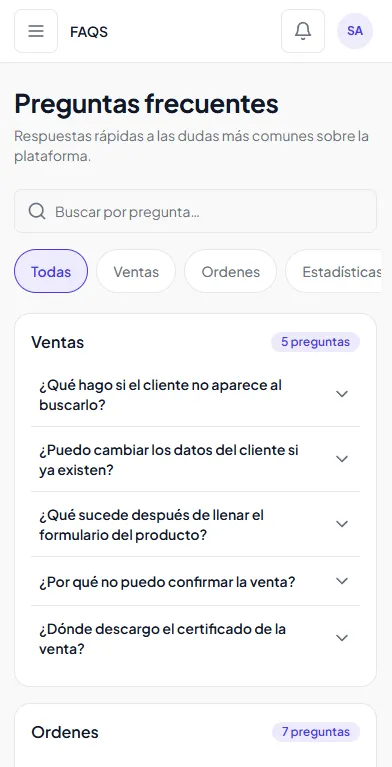 FAQS
SA
Preguntas frecuentes
Respuestas rápidas a las dudas más comunes sobre la
plataforma.
Buscar por pregunta...
Todas
Ventas
Ordenes
Estadísticas
Ventas
5 preguntas
¿Qué hago si el cliente no aparece al
buscarlo?
¿Puedo cambiar los datos del cliente si
ya existen?
¿Qué sucede después de llenar el
formulario del producto?
¿Por qué no puedo confirmar la venta?
¿Dónde descargo el certificado de la
venta?
Ordenes
7 preguntas